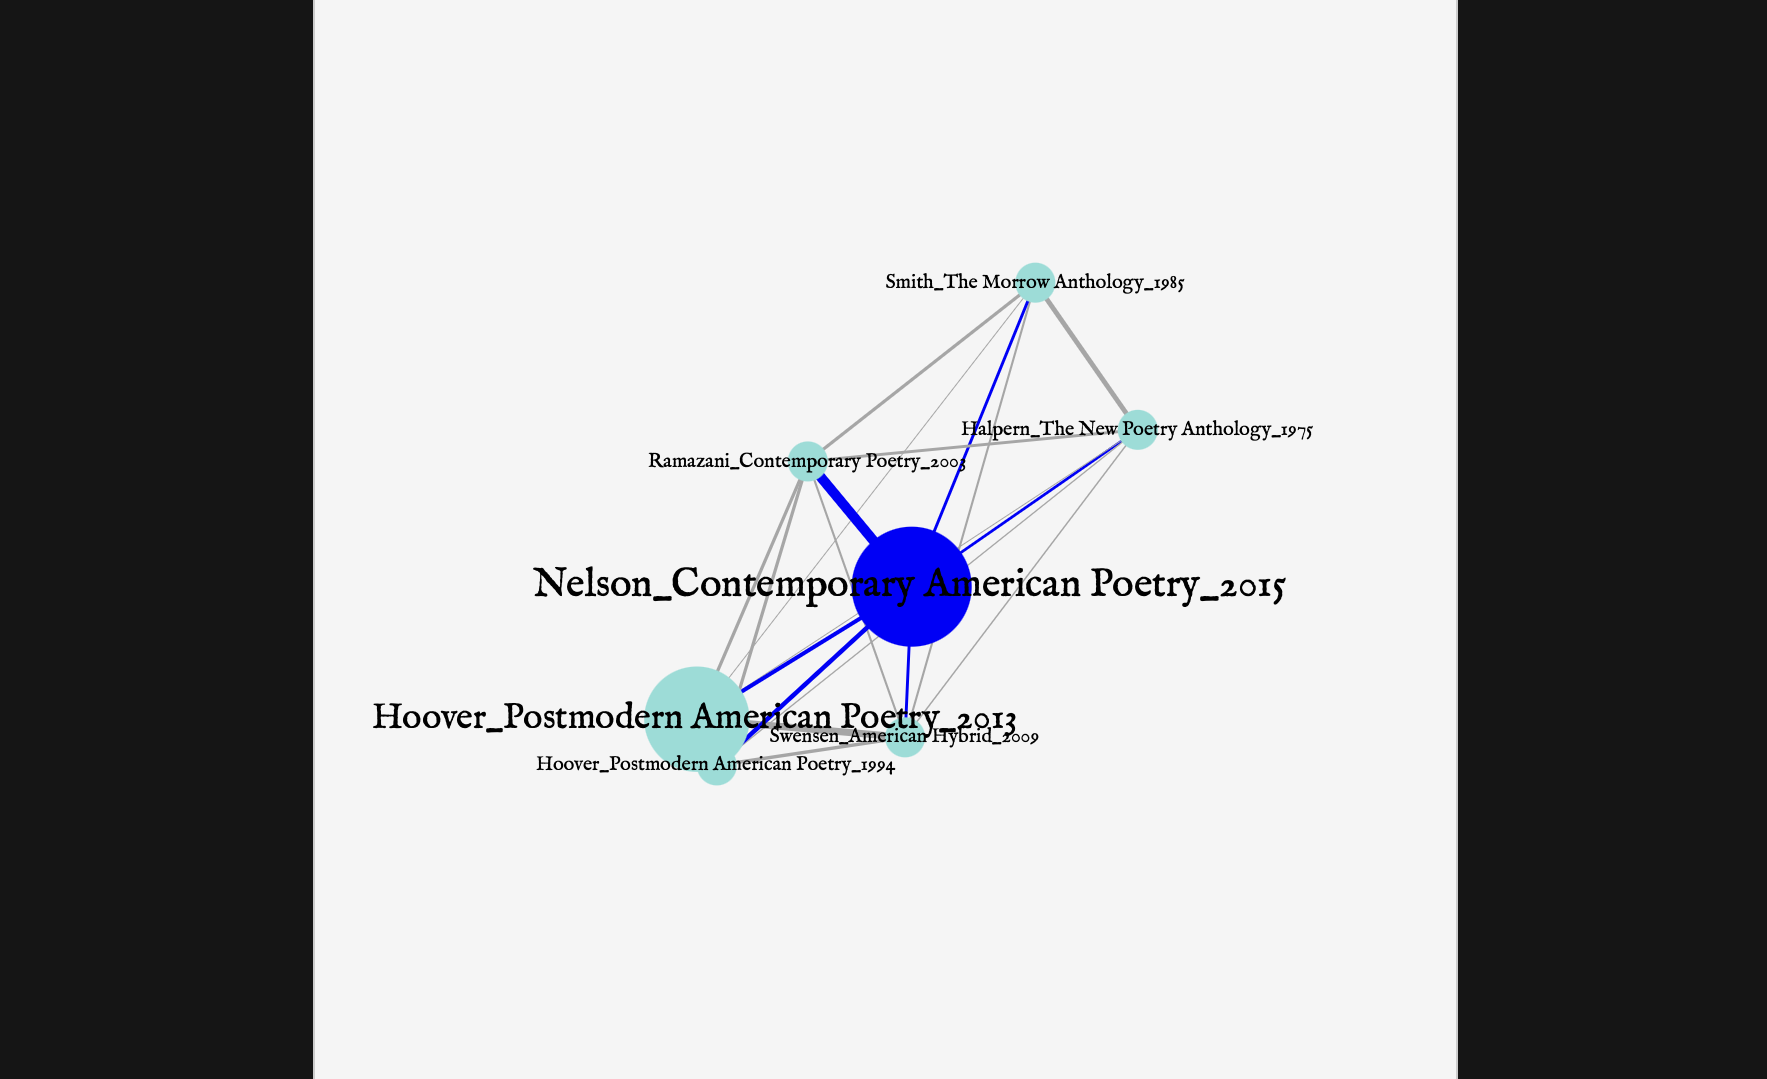 Smith_The Morrow Anthology_1985
Halpern_The New Poetry Anthology_1975
Ramazani_Contemporary Poetry_2003
Nelson_Contemporary American Poetry_2015
Hoover_Postmodern American Poetry_2013
Swensen_American Hybrid_2009
Hoover_Postmodern American Poetry_1994